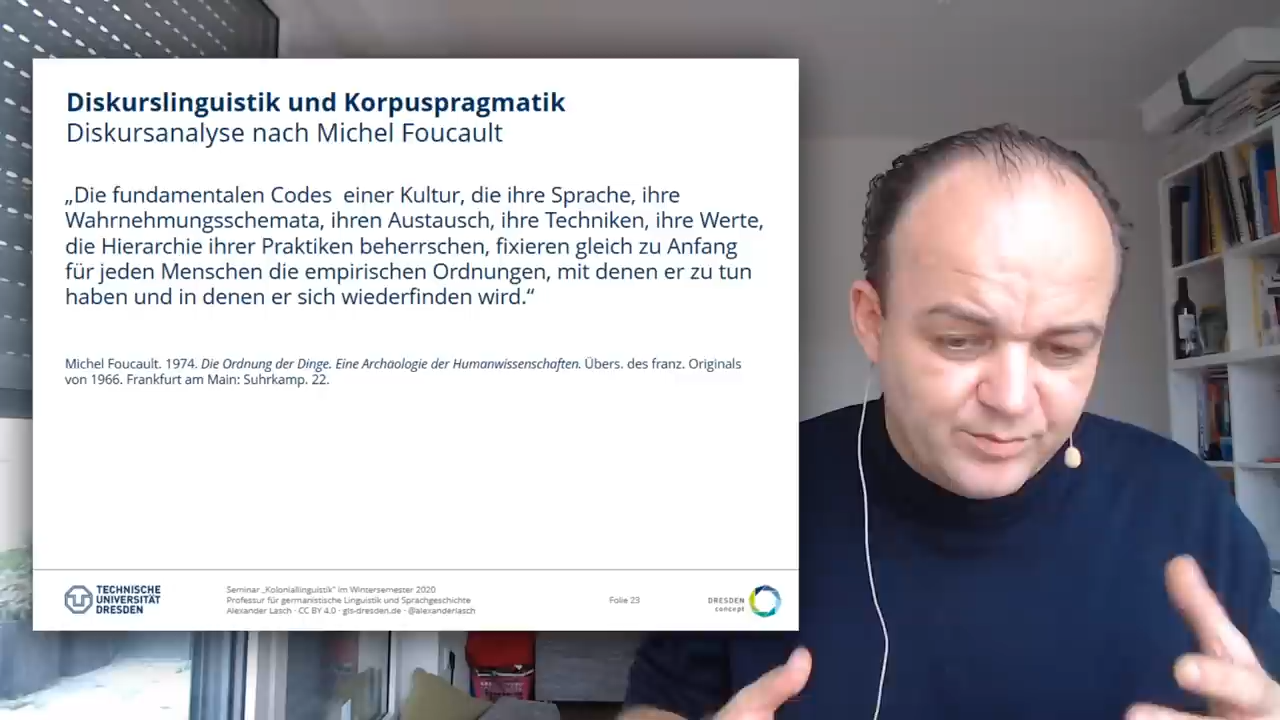 Diskurslinguistik und Korpuspragmatik
Diskursanalyse nach Michel Foucault
„Die fundamentalen Codes einer Kultur, die ihre Sprache, ihre
Wahrnehmungsschemata, ihren Austausch, ihre Techniken, ihre Werte,
die Hierarchie ihrer Praktiken beherrschen, fixieren gleich zu Anfang
für jeden Menschen die empirischen Ordnungen, mit denen er zu tun
haben und in denen er sich wiederfinden wird.“
Michel Foucault. 1974. Die Ordnung der Dinge. Eine Archäologie der Humanwissenschaften. Übers. des franz. Originals
von 1966. Frankfurt am Main: Suhrkamp. 22.
TECHNISCHE
UNIVERSITÄT
DRESDEN
Seminar „Koloniallinguistik“ im Wintersemester 2020
Professur für germanistische Linguistik und Sprachgeschichte
Alexander Lasch · CC BY 4.0 · gls-dresden.de · @alexanderlasch
Folie 23
DRESDEN
concept